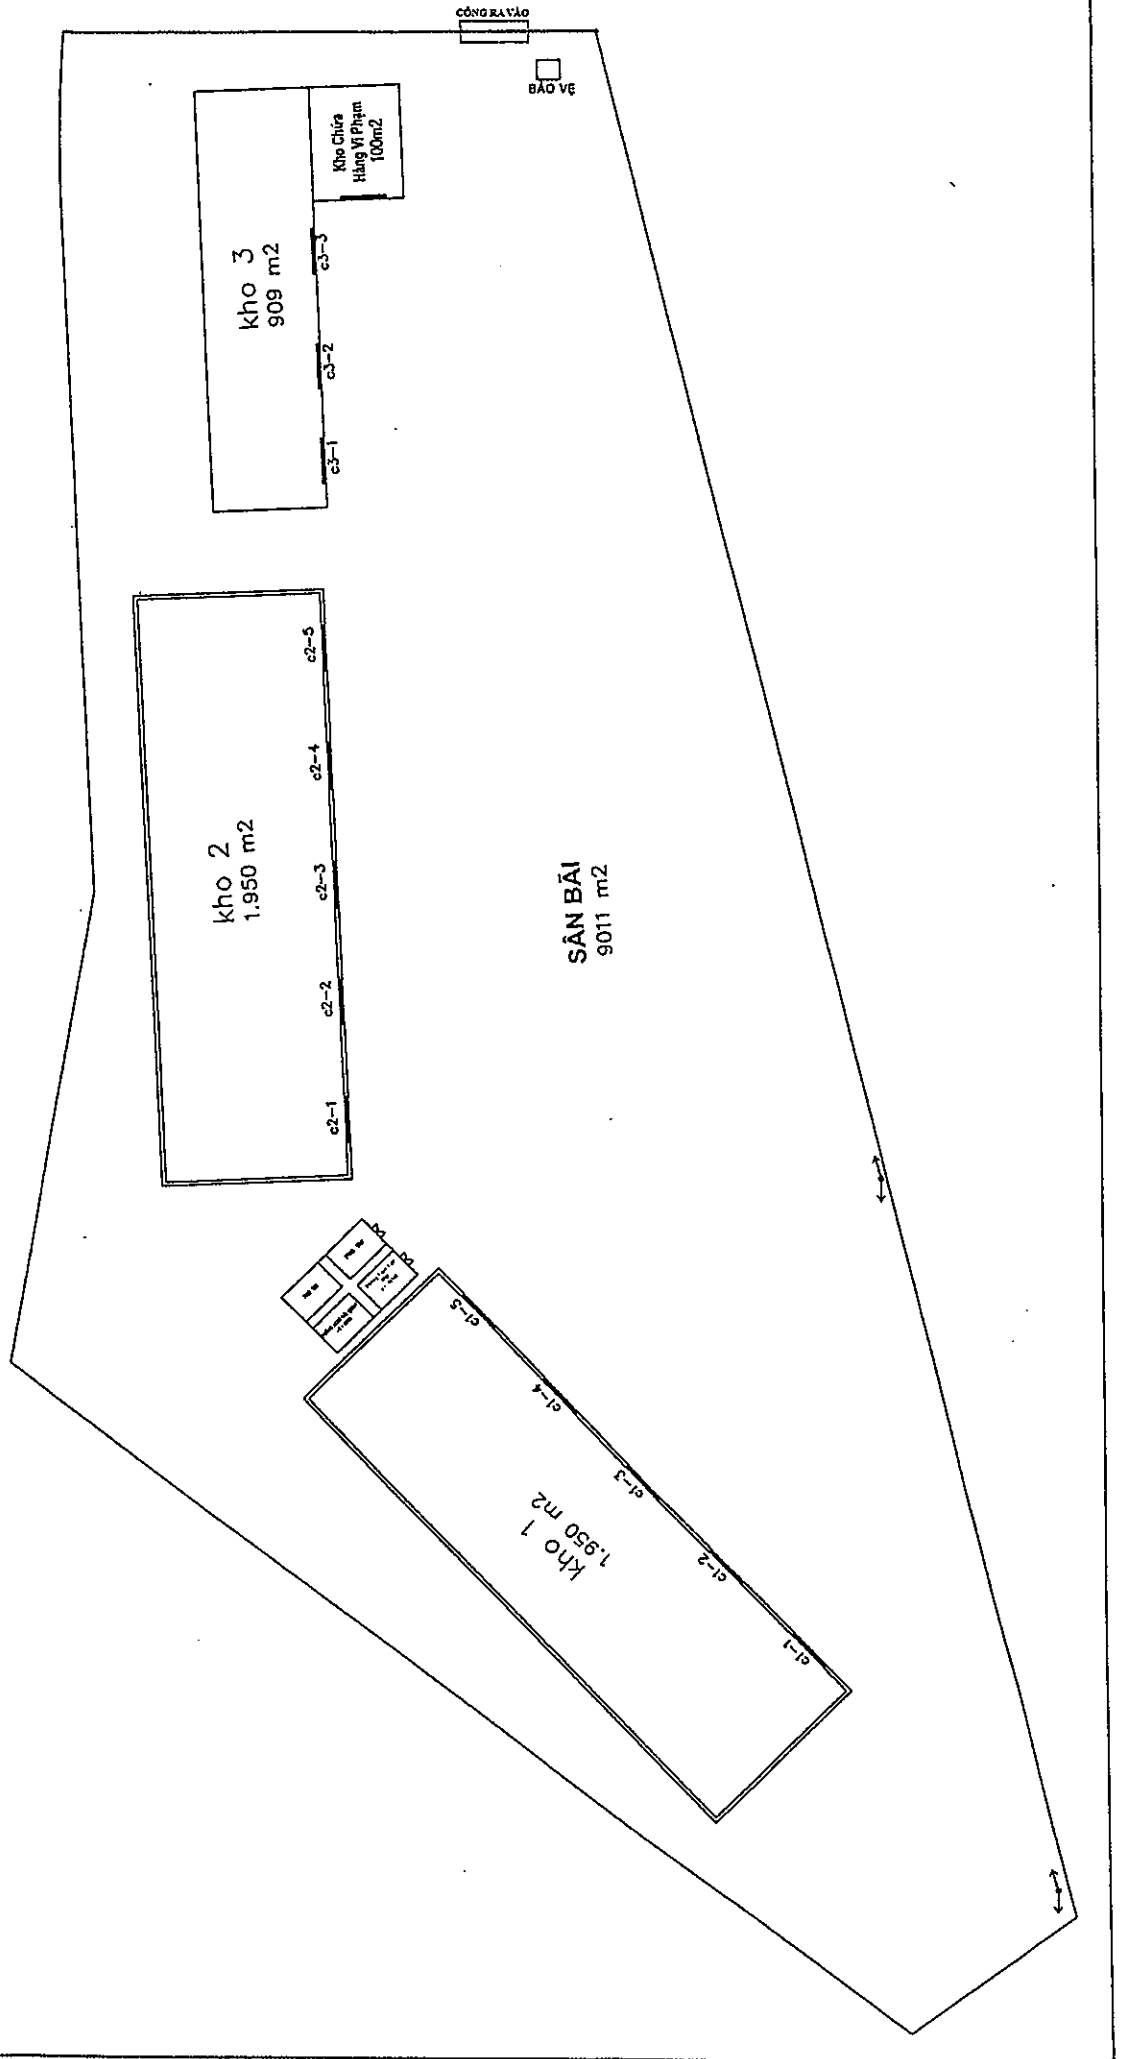 CỔNG RA VÀO
BẢO VỆ
Kho Chứa
Hàng Vi Phạm
100m2
kho 3
909 m2
c3-3
c3-2
c3-1
c2-5
c2-4
kho 2
1.950 m2
c2-3
c2-2
c2-1
SÂN BÃI
9011 m2
c1-5
c1-4
c1-3
kho 1
1.950 m2
c1-2
c1-1